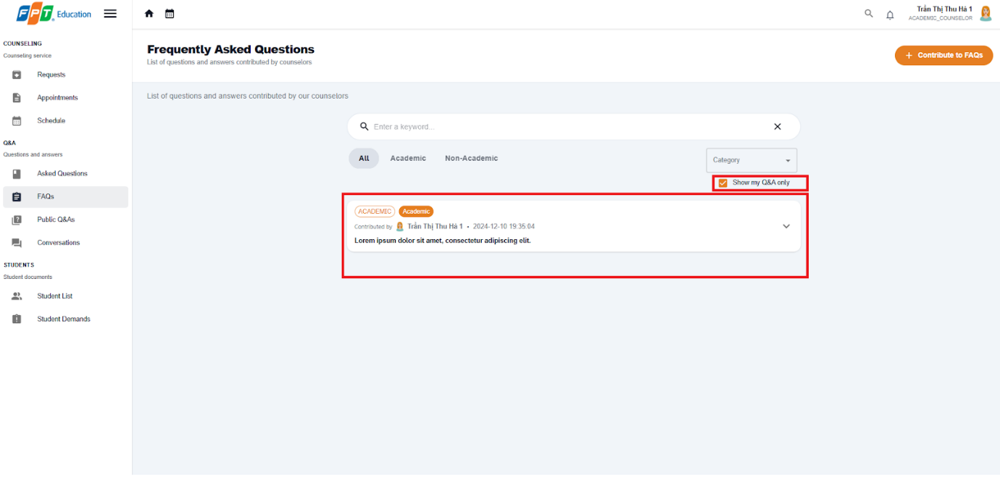 FPT Education
Trần Thị Thu Hà 1
ACADEMIC_COUNSELOR
COUNSELING
Counseling service
Requests
Appointments
Schedule
Q&A
Questions and answers
Asked Questions
FAQs
Public Q&As
Conversations
STUDENTS
Student documents
Student List
Student Demands
Frequently Asked Questions
List of questions and answers contributed by counselors
+ Contribute to FAQs
List of questions and answers contributed by our counselors
Enter a keyword...
All Academic Non-Academic
Category
Show my Q&A only
ACADEMIC Academic
Contributed by Trần Thị Thu Hà 1 • 2024-12-10 19:35:04
Lorem ipsum dolor sit amet, consectetur adipiscing elit.